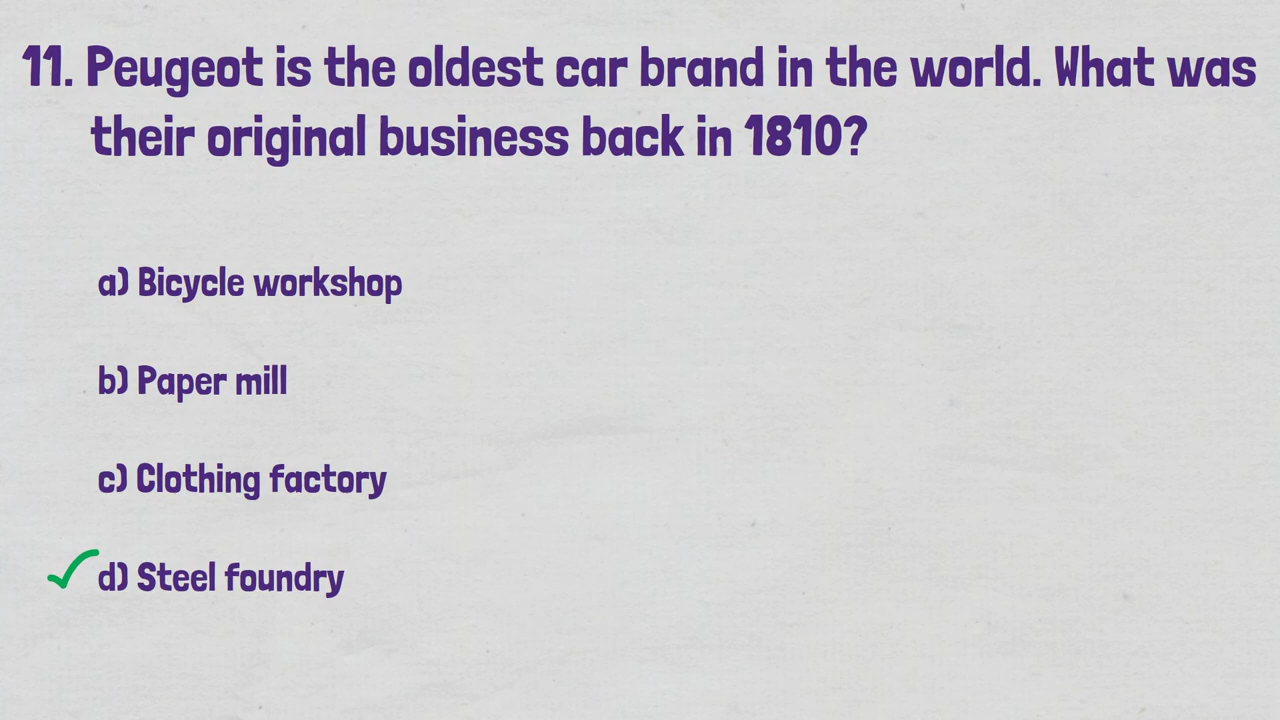 11. Peugeot is the oldest car brand in the world. What was
their original business back in 1810?
a) Bicycle workshop
b) Paper mill
c) Clothing factory
d) Steel foundry